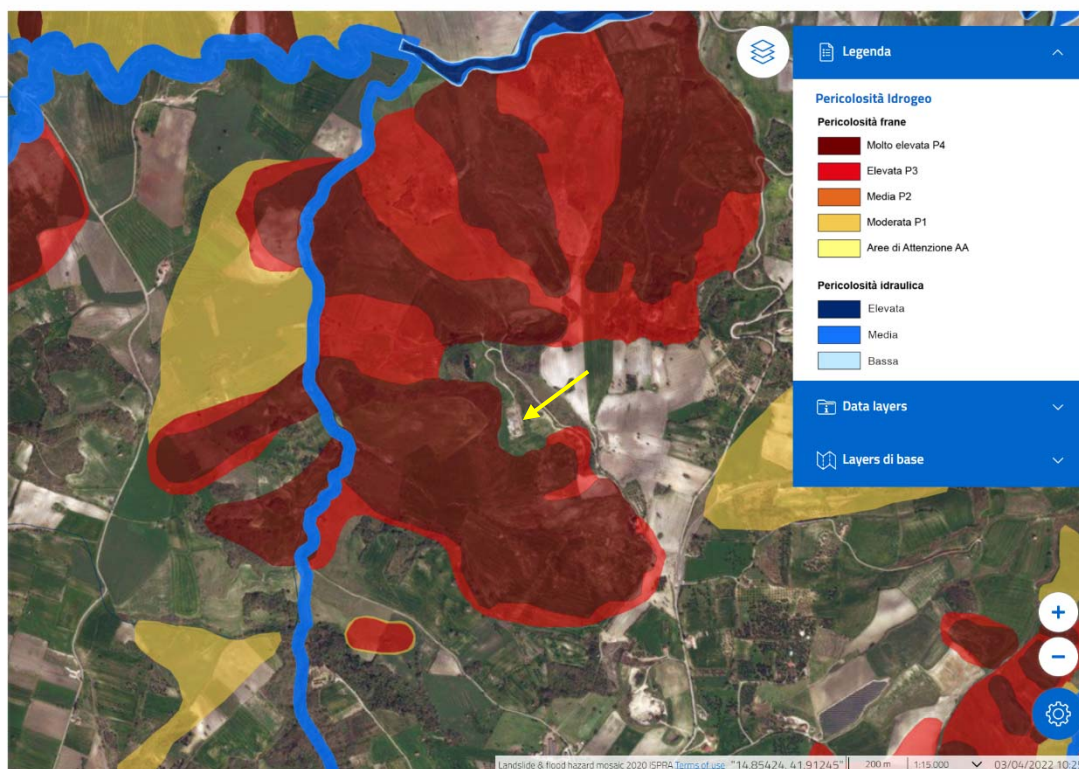 Legenda
Pericolosità Idrogeo
Pericolosità frane
Molto elevata P4
Elevata P3
Media P2
Moderata P1
Aree di Attenzione AA
Pericolosità idraulica
Elevata
Media
Bassa
Data layers
Layers di base
+
−
Landslide & flood hazard mosaic 2020 ISPRA Terms of use "14.85424, 41.91245" 200 m 1:15.000 03/04/2022 10:25